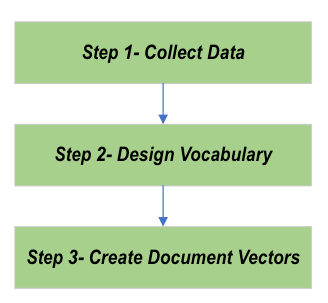 Step 1- Collect Data
Step 2- Design Vocabulary
Step 3- Create Document Vectors